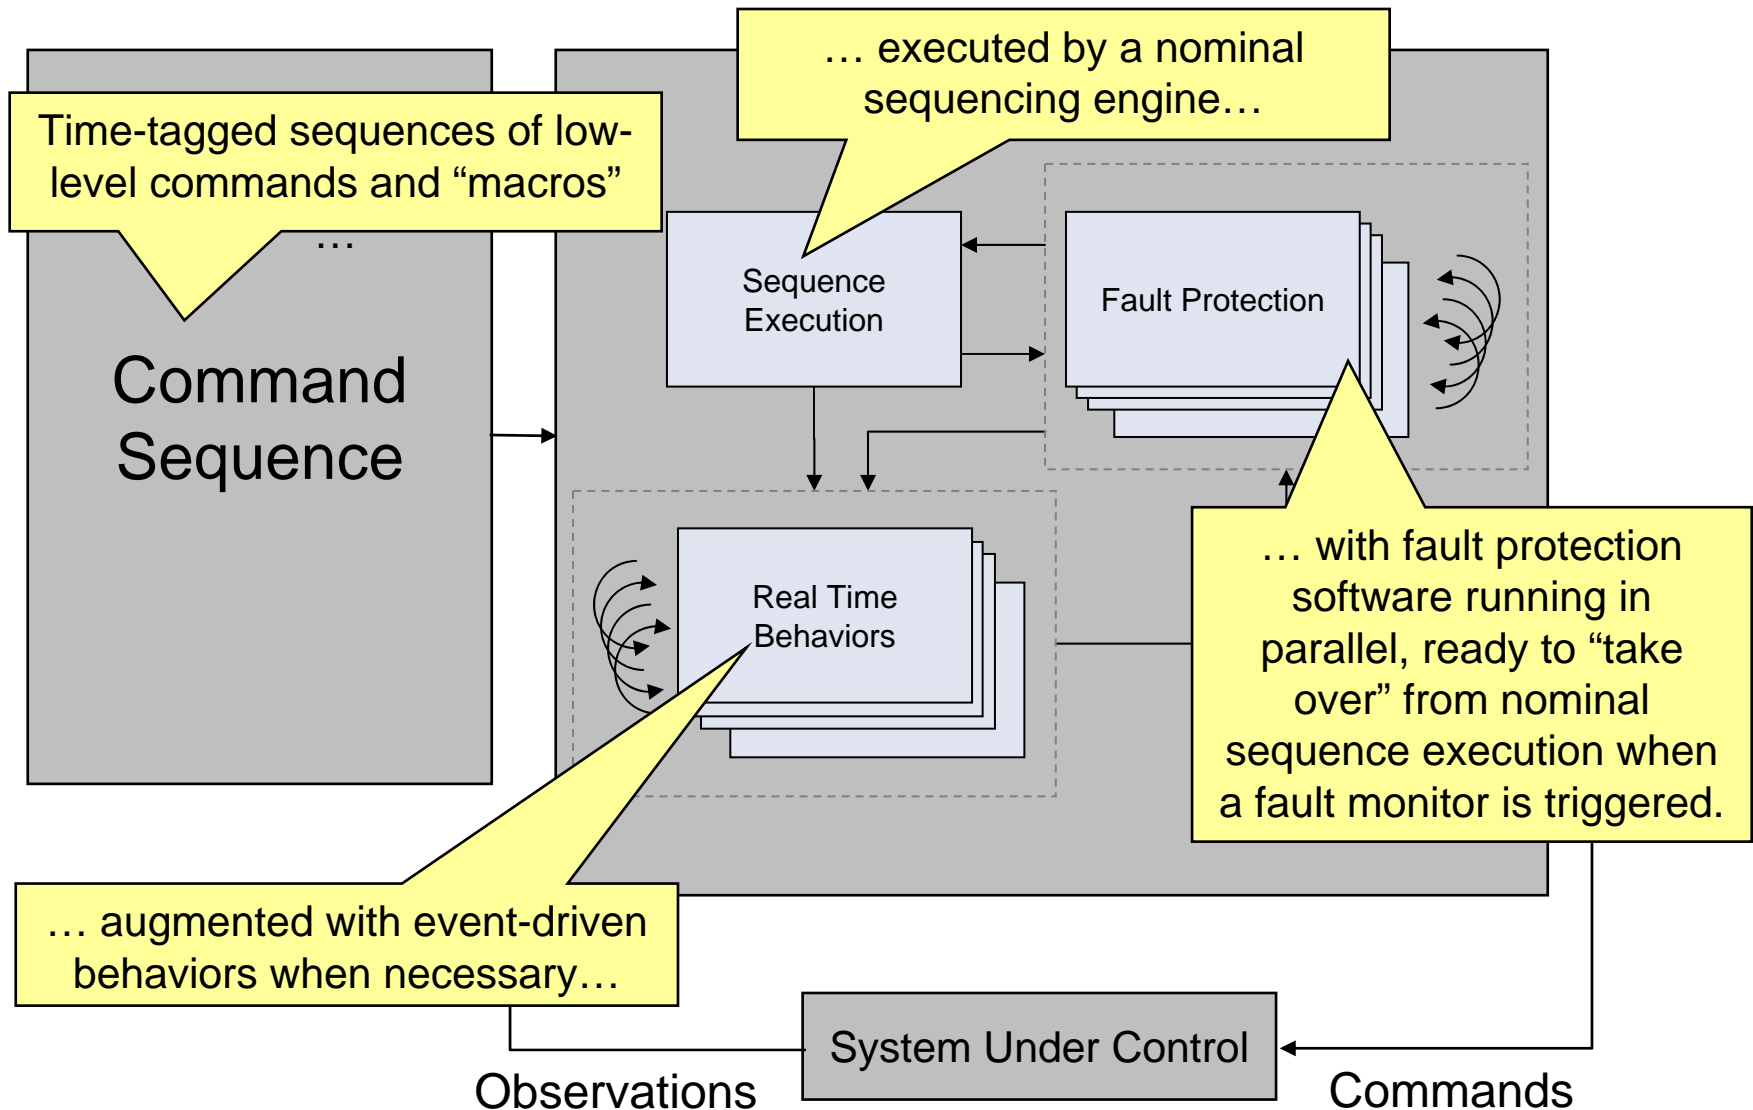 … executed by a nominal
sequencing engine…
Time-tagged sequences of low-
level commands and “macros”
…
Sequence
Execution
Fault Protection
Command
Sequence
Real Time
Behaviors
… with fault protection
software running in
parallel, ready to “take
over” from nominal
sequence execution when
a fault monitor is triggered.
… augmented with event-driven
behaviors when necessary…
System Under Control
Observations
Commands